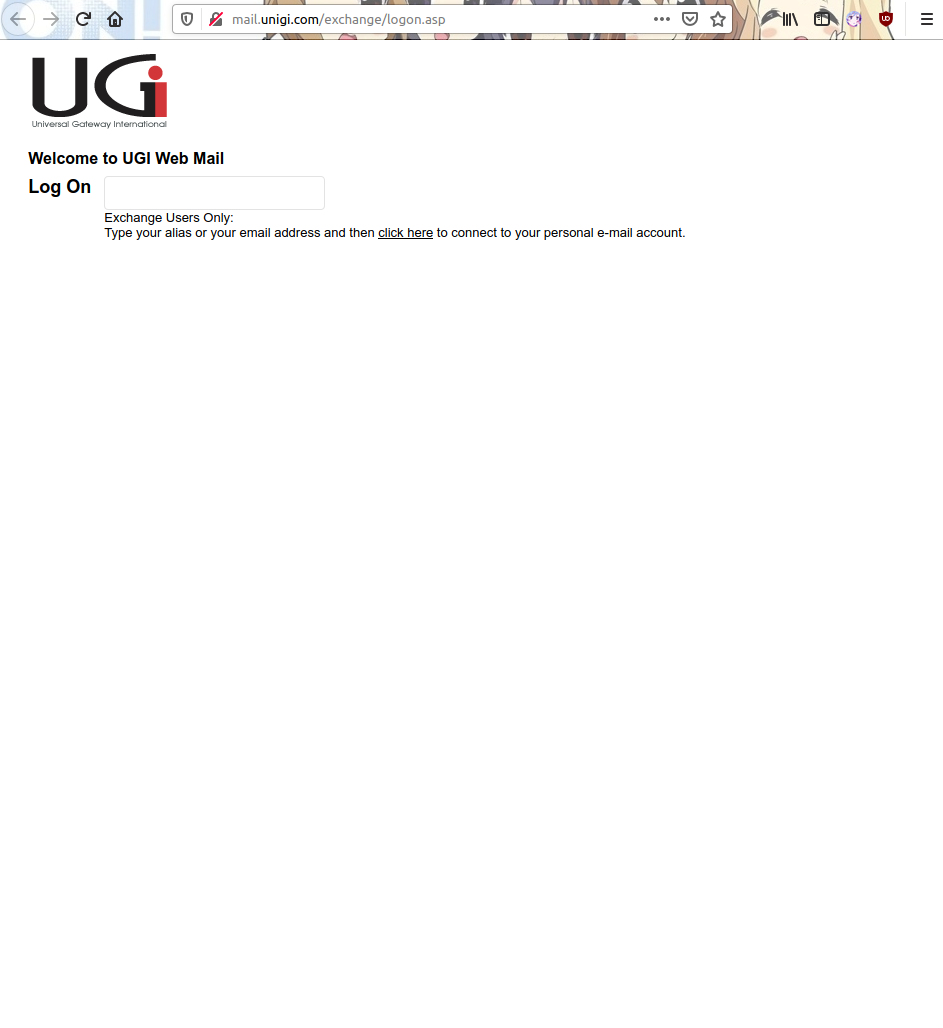 mail.unigi.com/exchange/logon.asp
UGi
Universal Gateway International
Welcome to UGI Web Mail
Log On
Exchange Users Only:
Type your alias or your email address and then click here to connect to your personal e-mail account.